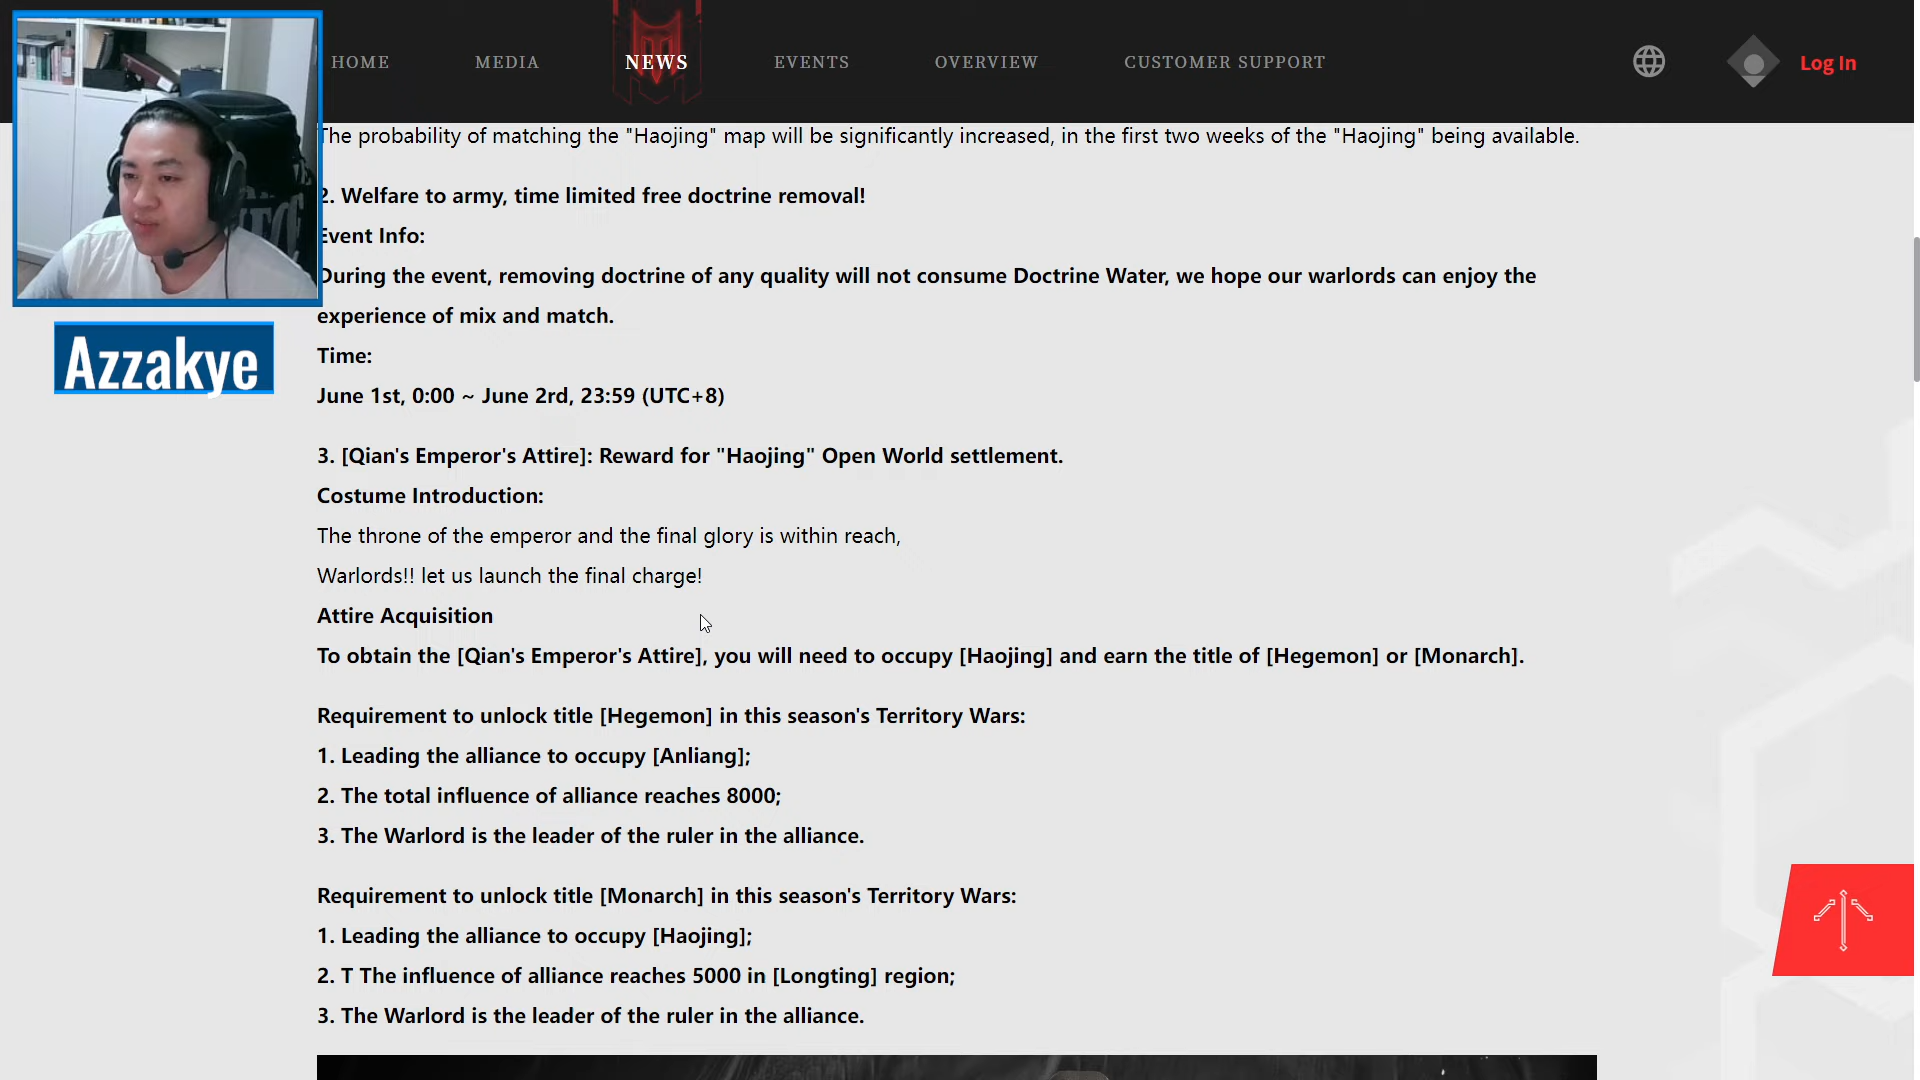 HOME
MEDIA
NEWS
EVENTS
OVERVIEW
CUSTOMER SUPPORT
Log In
The probability of matching the "Haojing" map will be significantly increased, in the first two weeks of the "Haojing" being available.
2. Welfare to army, time limited free doctrine removal!
Event Info:
During the event, removing doctrine of any quality will not consume Doctrine Water, we hope our warlords can enjoy the
experience of mix and match.
Azzakye
Time:
June 1st, 0:00 ~ June 2rd, 23:59 (UTC+8)
3. [Qian's Emperor's Attire]: Reward for "Haojing" Open World settlement.
Costume Introduction:
The throne of the emperor and the final glory is within reach,
Warlords!! let us launch the final charge!
Attire Acquisition
To obtain the [Qian's Emperor's Attire], you will need to occupy [Haojing] and earn the title of [Hegemon] or [Monarch].
Requirement to unlock title [Hegemon] in this season's Territory Wars:
1. Leading the alliance to occupy [Anliang];
2. The total influence of alliance reaches 8000;
3. The Warlord is the leader of the ruler in the alliance.
Requirement to unlock title [Monarch] in this season's Territory Wars:
1. Leading the alliance to occupy [Haojing];
2. T The influence of alliance reaches 5000 in [Longting] region;
3. The Warlord is the leader of the ruler in the alliance.